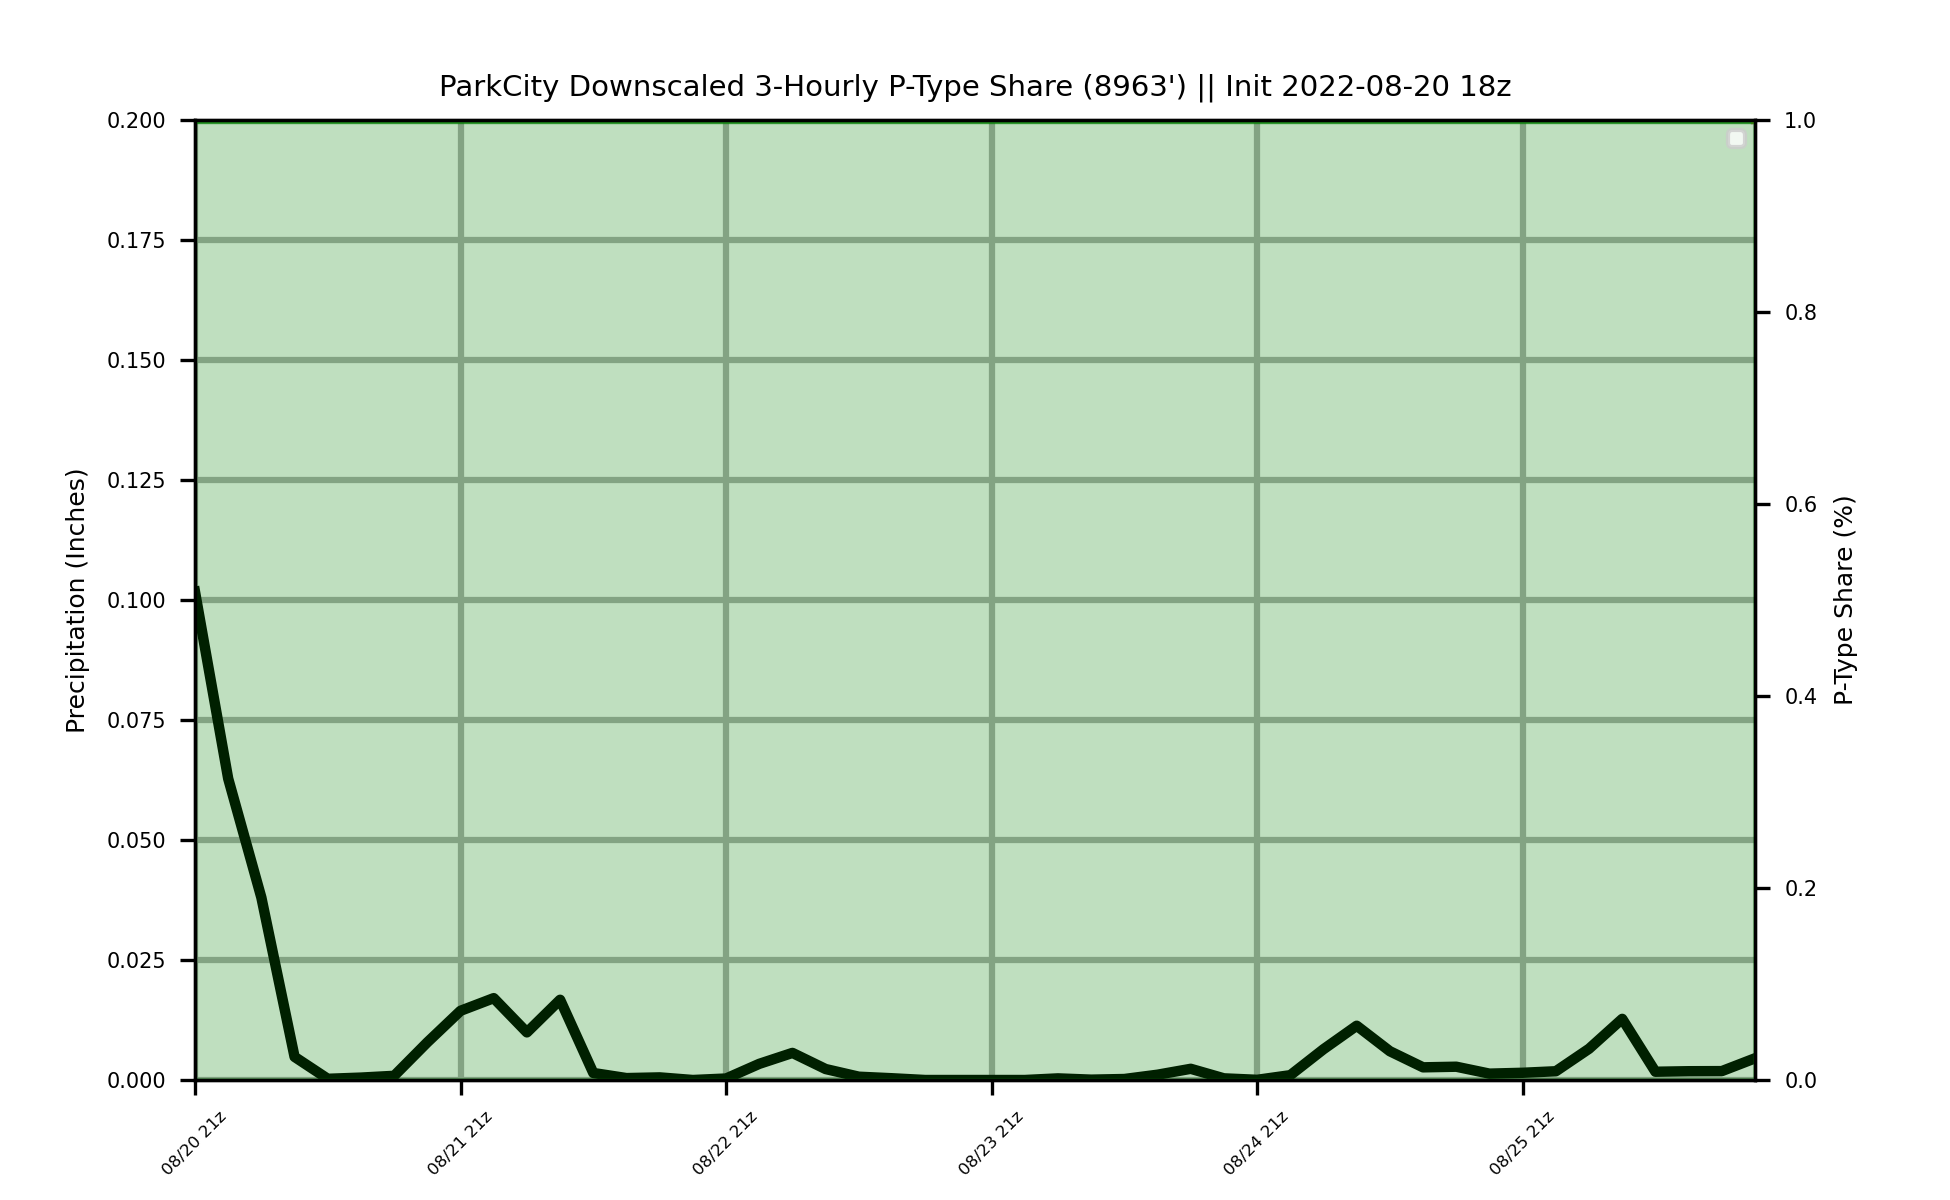 ParkCity Downscaled 3-Hourly P-Type Share (8963') || Init 2022-08-20 18z
0.200
0.175
0.150
0.125
0.100
0.075
0.050
0.025
0.000
Precipitation (Inches)
1.0
0.8
0.6
0.4
0.2
0.0
P-Type Share (%)
08/20 21z
08/21 21z
08/22 21z
08/23 21z
08/24 21z
08/25 21z